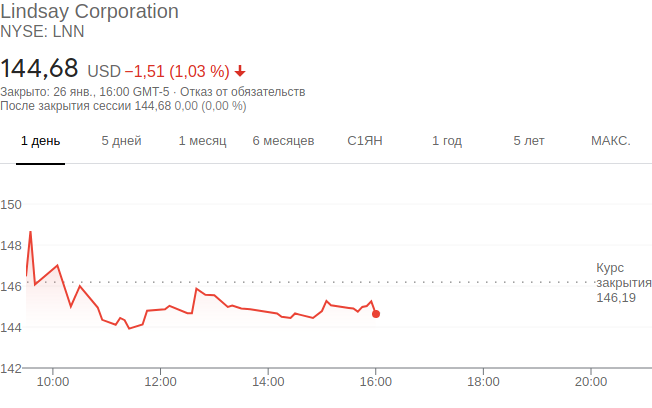 Lindsay Corporation
NYSE: LNN
144,68 USD −1,51 (1,03 %)
Закрыто: 26 янв., 16:00 GMT-5 · Отказ от обязательств
После закрытия сессии 144,68 0,00 (0,00 %)
1 день 5 дней 1 месяц 6 месяцев С1ЯН 1 год 5 лет МАКС.
150
148
Курс
146 закрытия
146,19
144
142
10:00 12:00 14:00 16:00 18:00 20:00